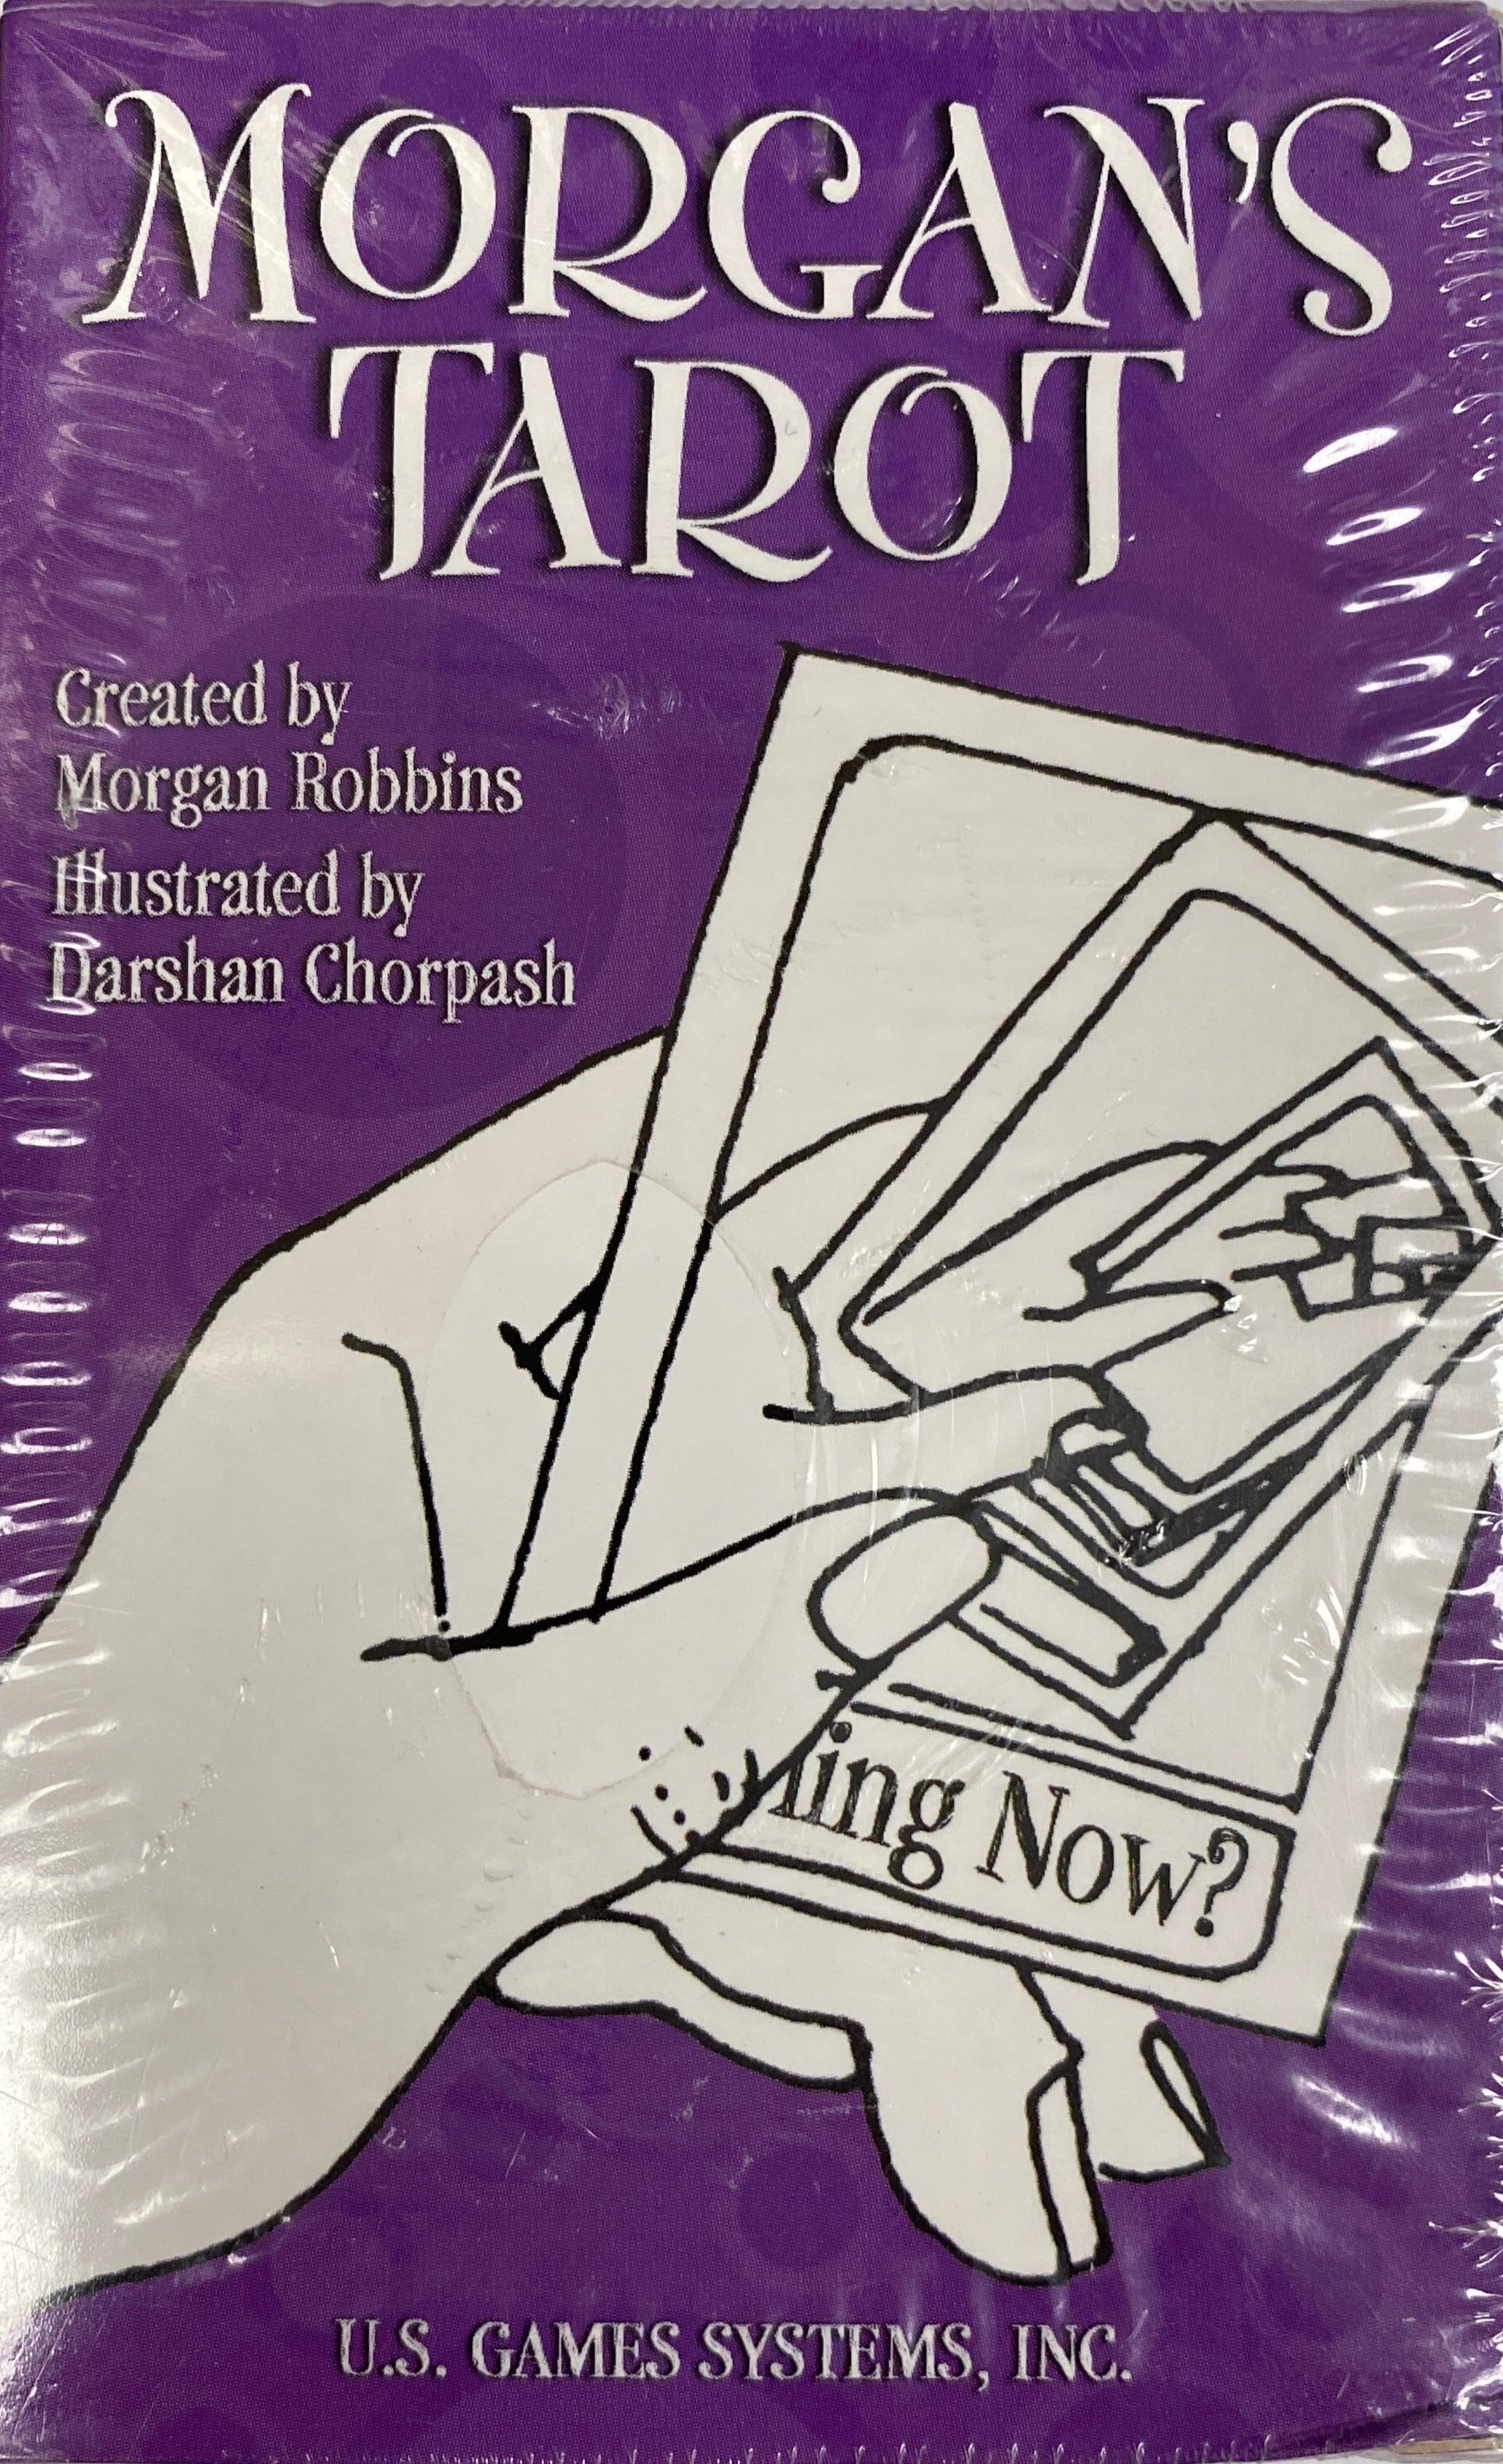 MORGAN'S
TAROT
Created by
Morgan Robbins
Illustrated by
Darshan Chorpash
ing Now?
U.S. GAMES SYSTEMS, INC.